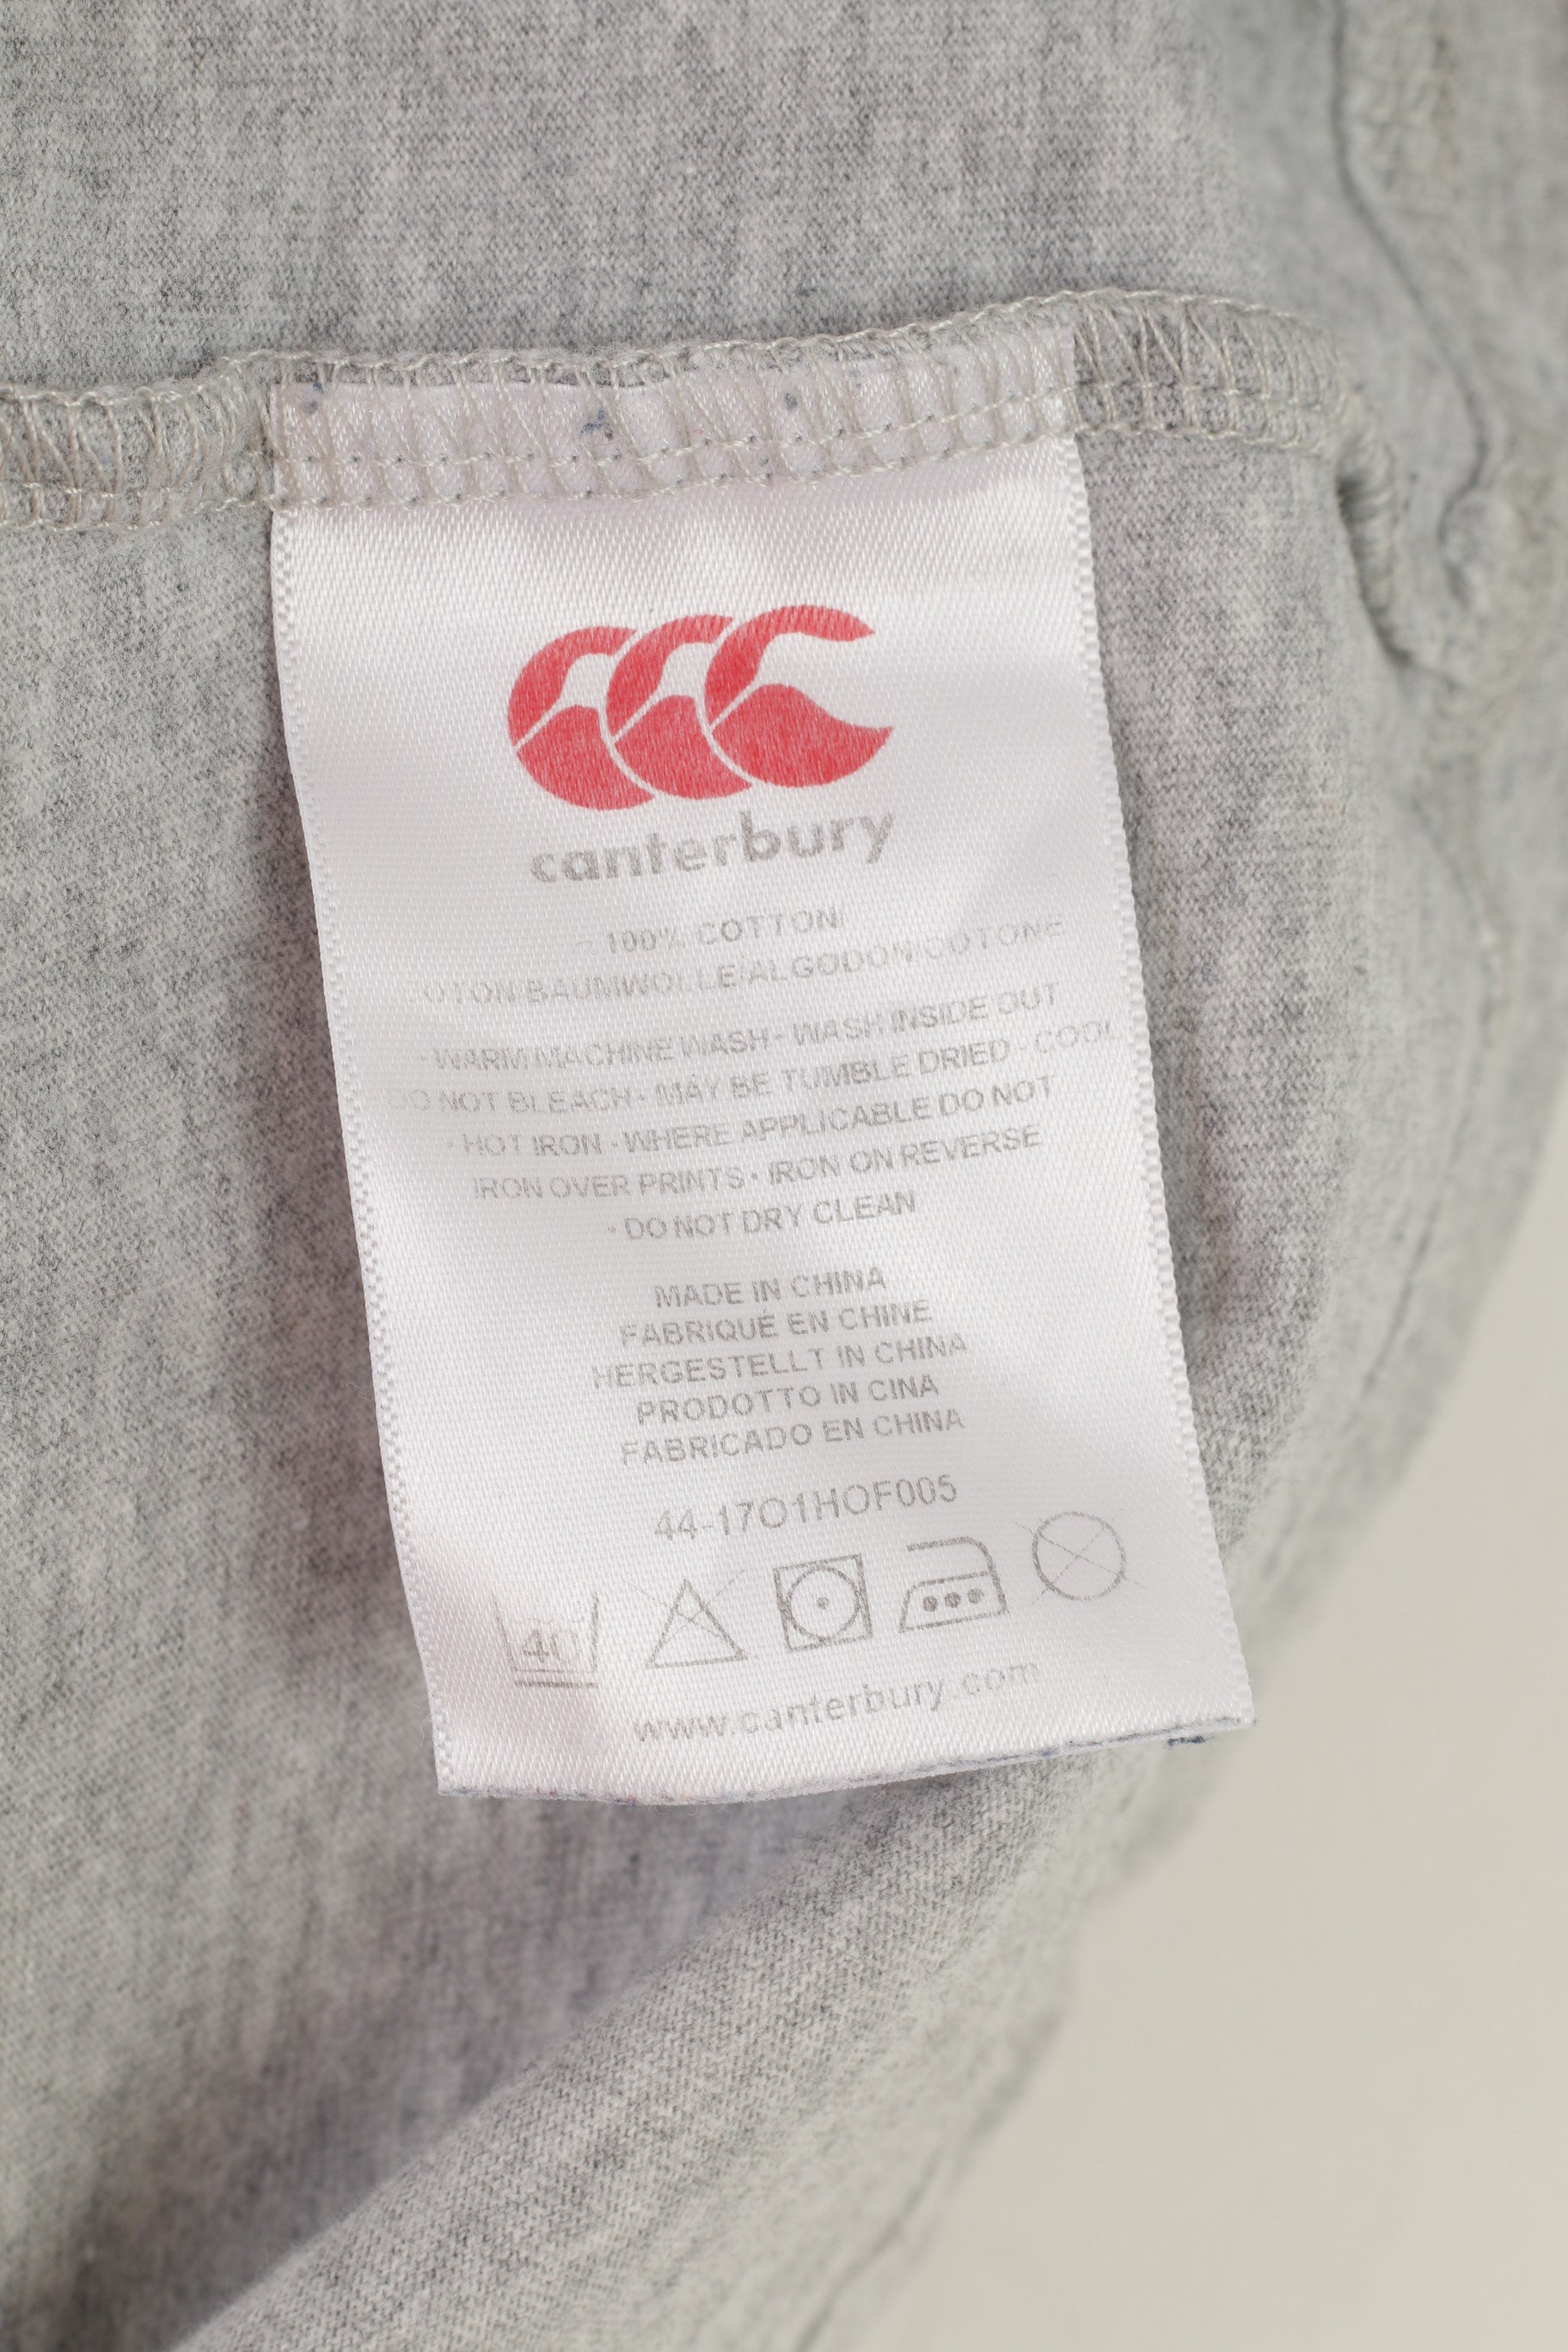 canterbury
100% COTTON/
COTON/BAUMWOLLE/ALGODON/COTONE
• WARM MACHINE WASH • WASH INSIDE OUT
DO NOT BLEACH • MAY BE TUMBLE DRIED - COOL
• HOT IRON • WHERE APPLICABLE DO NOT
IRON OVER PRINTS • IRON ON REVERSE
• DO NOT DRY CLEAN
MADE IN CHINA
FABRIQUÉ EN CHINE
HERGESTELLT IN CHINA
PRODOTTO IN CINA
FABRICADO EN CHINA
44-17O1HOF005
40
www.canterbury.com